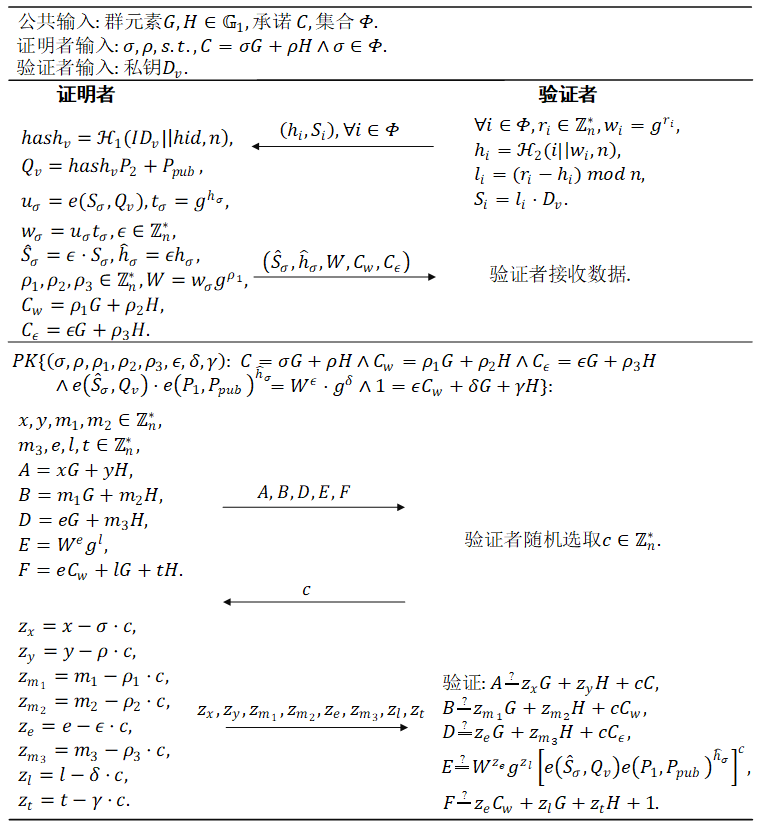 公共输入: 群元素G, H ∈ 𝔾₁, 承诺 C, 集合 Φ.
证明者输入: σ, ρ, s.t., C = σG + ρH ∧ σ ∈ Φ.
验证者输入: 私钥D_v.
证明者
验证者
hash_v = ℋ₁(ID_v||hid, n),
Q_v = hash_v P₂ + P_pub,
u_σ = e(S_σ, Q_v), t_σ = g^{h_σ},
w_σ = u_σ t_σ, ϵ ∈ ℤ_n^*,
Ŝ_σ = ϵ · S_σ, ĥ_σ = ϵh_σ,
ρ₁, ρ₂, ρ₃ ∈ ℤ_n^*, W = w_σ g^{ρ₁},
C_w = ρ₁G + ρ₂H,
C_ϵ = ϵG + ρ₃H.
(h_i, S_i), ∀i ∈ Φ
∀i ∈ Φ, r_i ∈ ℤ_n^*, w_i = g^{r_i},
h_i = ℋ₂(i||w_i, n),
l_i = (r_i − h_i) mod n,
S_i = l_i · D_v.
(Ŝ_σ, ĥ_σ, W, C_w, C_ϵ)
验证者接收数据.
PK{(σ, ρ, ρ₁, ρ₂, ρ₃, ϵ, δ, γ): C = σG + ρH ∧ C_w = ρ₁G + ρ₂H ∧ C_ϵ = ϵG + ρ₃H
∧ e(Ŝ_σ, Q_v) · e(P₁, P_pub)^{ĥ_σ} = W^ϵ · g^δ ∧ 1 = ϵC_w + δG + γH}:
x, y, m₁, m₂ ∈ ℤ_n^*,
m₃, e, l, t ∈ ℤ_n^*,
A = xG + yH,
B = m₁G + m₂H,
D = eG + m₃H,
E = W^e g^l,
F = eC_w + lG + tH.
A, B, D, E, F
验证者随机选取c ∈ ℤ_n^*.
c
z_x = x − σ · c,
z_y = y − ρ · c,
z_{m₁} = m₁ − ρ₁ · c,
z_{m₂} = m₂ − ρ₂ · c,
z_e = e − ϵ · c,
z_{m₃} = m₃ − ρ₃ · c,
z_l = l − δ · c,
z_t = t − γ · c.
z_x, z_y, z_{m₁}, z_{m₂}, z_e, z_{m₃}, z_l, z_t
验证: A ≟ z_xG + z_yH + cC,
B ≟ z_{m₁}G + z_{m₂}H + cC_w,
D ≟ z_eG + z_{m₃}H + cC_ϵ,
E ≟ W^{z_e} g^{z_l} [e(Ŝ_σ, Q_v)e(P₁, P_pub)^{ĥ_σ}]^c,
F ≟ z_eC_w + z_lG + z_tH + 1.